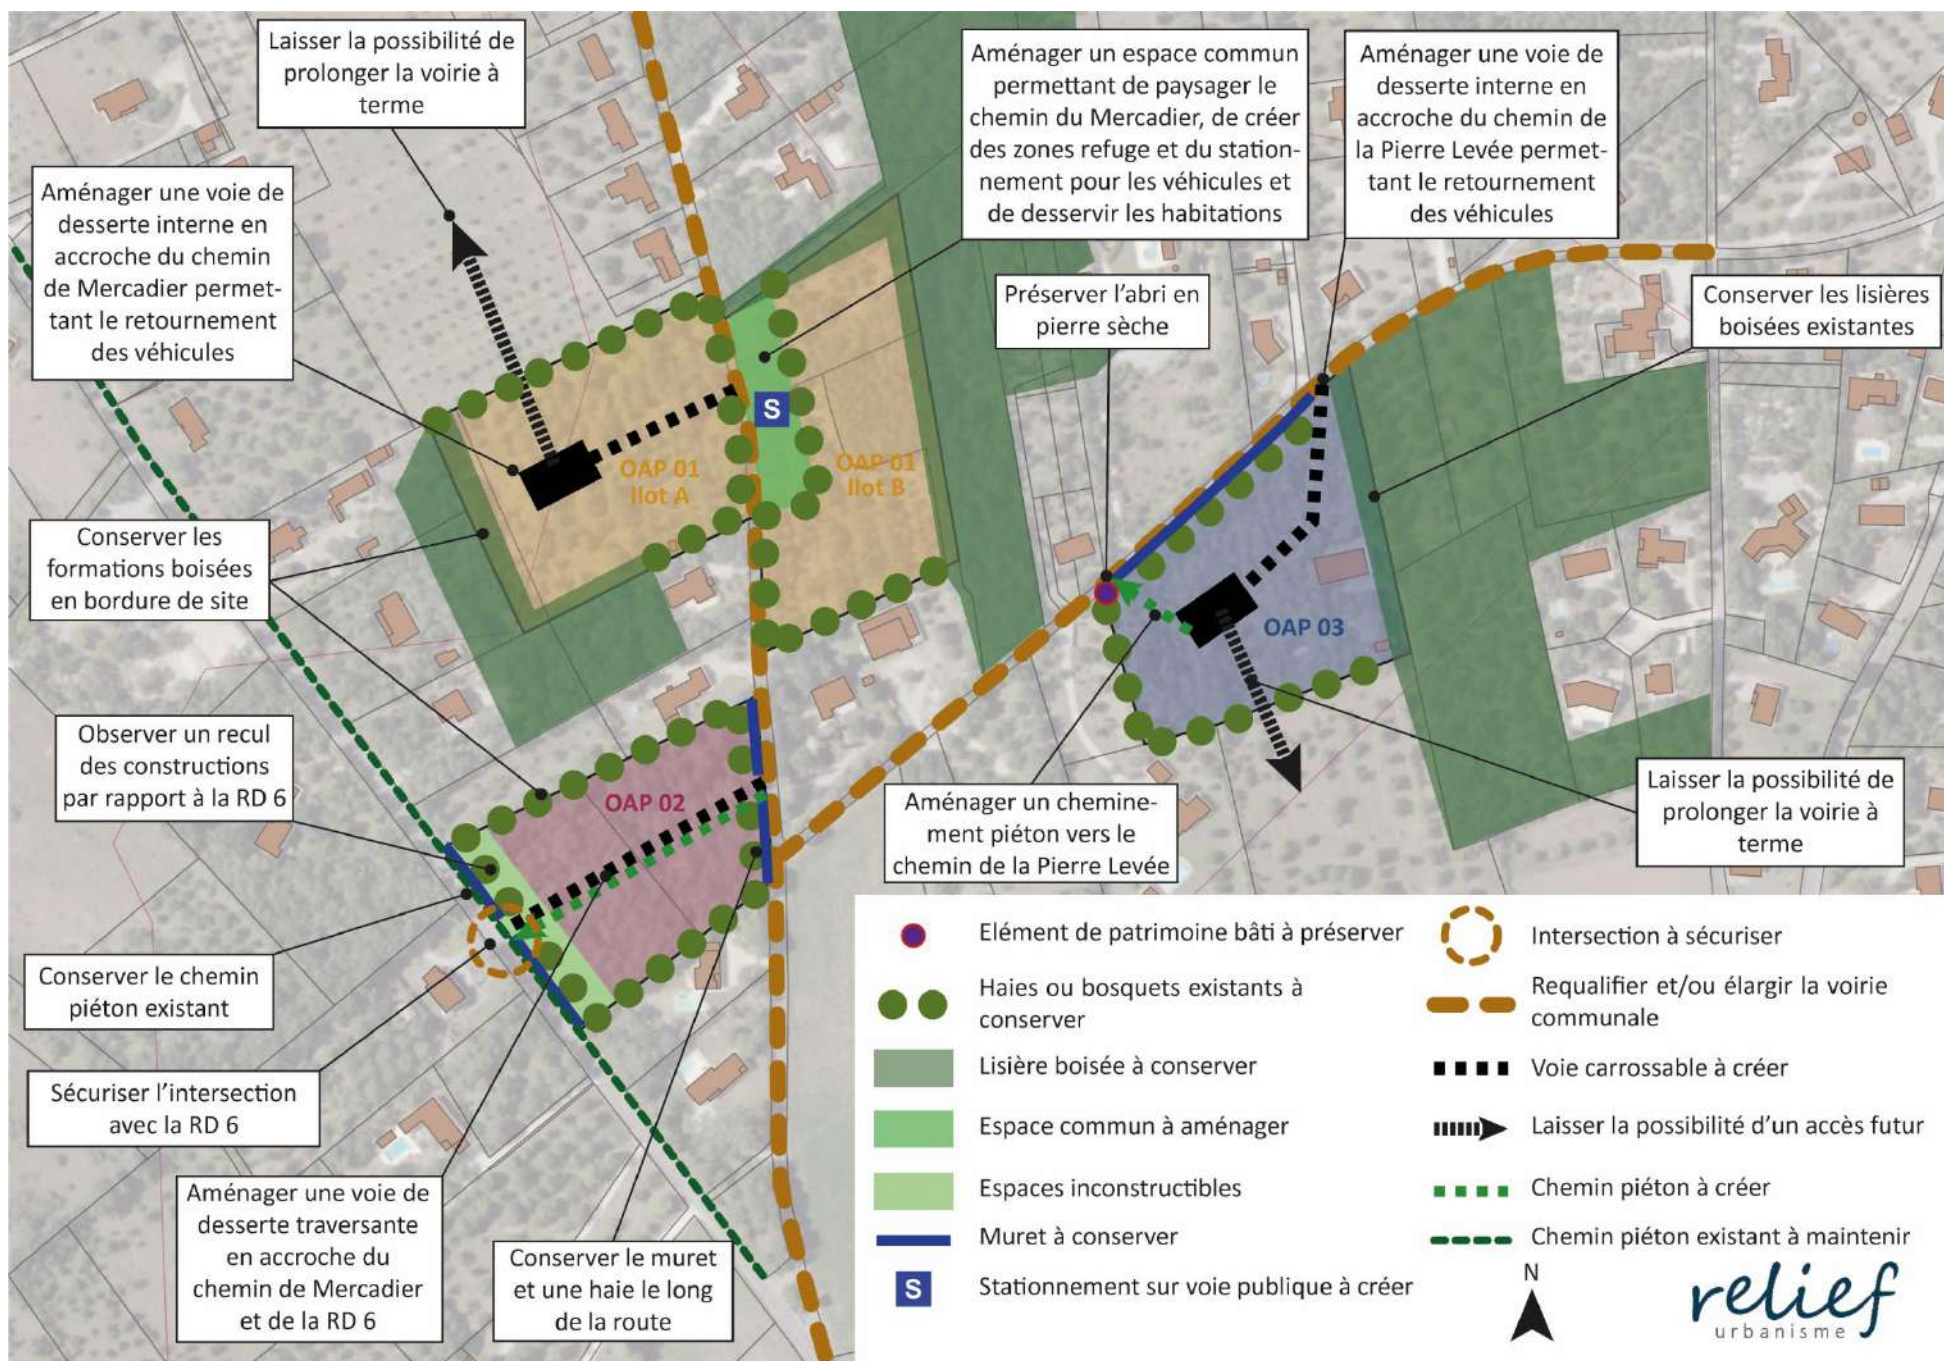 Laisser la possibilité de
prolonger la voirie à
terme
Aménager un espace commun
permettant de paysager le
chemin du Mercadier, de créer
des zones refuge et du station-
nement pour les véhicules et
de desservir les habitations
Aménager une voie de
desserte interne en
accroche du chemin de
la Pierre Levée permet-
tant le retournement
des véhicules
Aménager une voie de
desserte interne en
accroche du chemin
de Mercadier permet-
tant le retournement
des véhicules
Préserver l'abri en
pierre sèche
Conserver les lisières
boisées existantes
S
OAP 01
Ilot A
OAP 01
Ilot B
Conserver les
formations boisées
en bordure de site
OAP 03
Observer un recul
des constructions
par rapport à la RD 6
OAP 02
Aménager un chemine-
ment piéton vers le
chemin de la Pierre Levée
Laisser la possibilité de
prolonger la voirie à
terme
Conserver le chemin
piéton existant
Sécuriser l'intersection
avec la RD 6
Aménager une voie de
desserte traversante
en accroche du
chemin de Mercadier
et de la RD 6
Conserver le muret
et une haie le long
de la route
Elément de patrimoine bâti à préserver
Haies ou bosquets existants à
conserver
Lisière boisée à conserver
Espace commun à aménager
Espaces inconstructibles
Muret à conserver
S Stationnement sur voie publique à créer
Intersection à sécuriser
Requalifier et/ou élargir la voirie
communale
Voie carrossable à créer
Laisser la possibilité d'un accès futur
Chemin piéton à créer
Chemin piéton existant à maintenir
N
relief
urbanisme